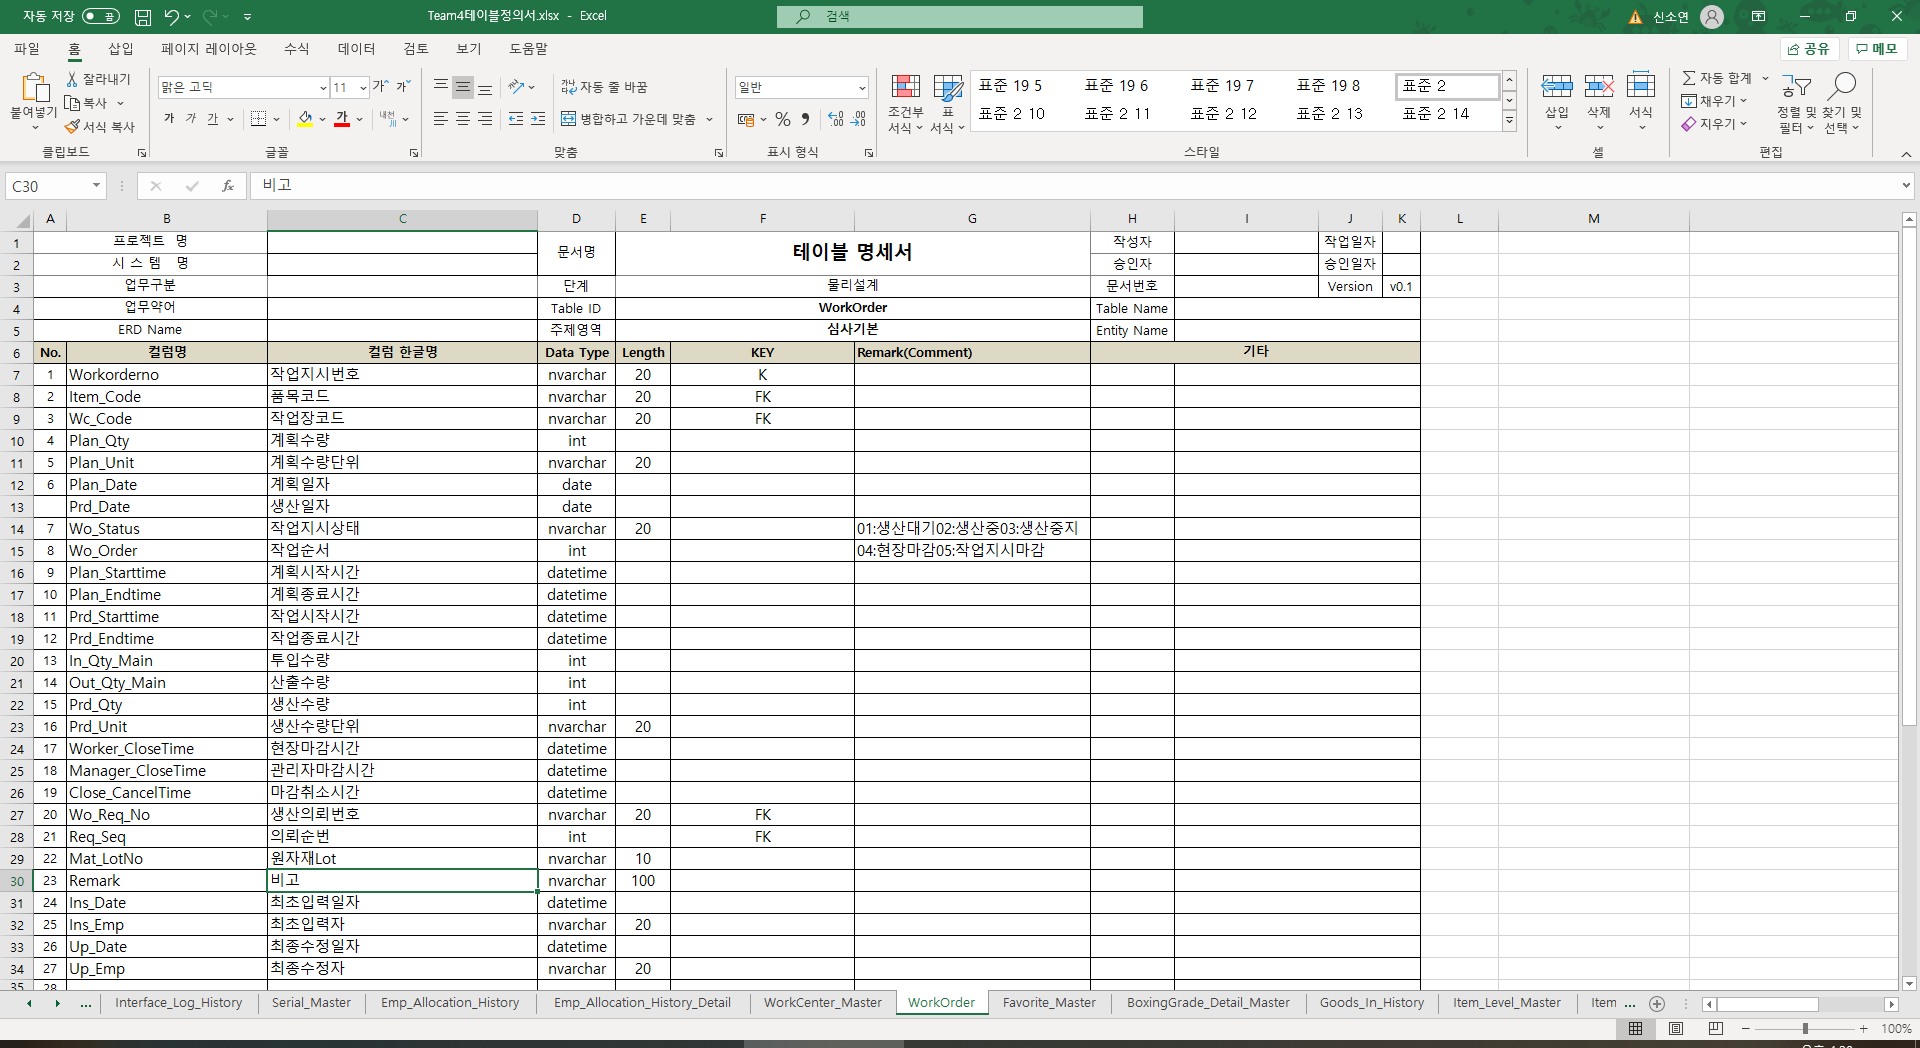 자동 저장 끔 Team4테이블정의서.xlsx - Excel 검색 신소연
파일 홈 삽입 페이지 레이아웃 수식 데이터 검토 보기 도움말 공유 메모
붙여넣기 잘라내기 복사 서식 복사
맑은 고딕 11 가 가
가 가 가 가 내천
자동 줄 바꿈
병합하고 가운데 맞춤
일반
조건부 서식 표 서식
표준 19 5 표준 19 6 표준 19 7 표준 19 8 표준 2
표준 2 10 표준 2 11 표준 2 12 표준 2 13 표준 2 14
삽입 삭제 서식
자동 합계 채우기 지우기
정렬 및 필터 찾기 및 선택
클립보드 글꼴 맞춤 표시 형식 스타일 셀 편집
C30 fx 비고
A B C D E F G H I J K L M
1 프로젝트 명 문서명 테이블 명세서 작성자 작업일자
2 시 스 템 명 승인자 승인일자
3 업무구분 단계 물리설계 문서번호 Version v0.1
4 업무약어 Table ID WorkOrder Table Name
5 ERD Name 주제영역 심사기본 Entity Name
6 No. 컬럼명 컬럼 한글명 Data Type Length KEY Remark(Comment) 기타
7 1 Workorderno 작업지시번호 nvarchar 20 K
8 2 Item_Code 품목코드 nvarchar 20 FK
9 3 Wc_Code 작업장코드 nvarchar 20 FK
10 4 Plan_Qty 계획수량 int
11 5 Plan_Unit 계획수량단위 nvarchar 20
12 6 Plan_Date 계획일자 date
13 Prd_Date 생산일자 date
14 7 Wo_Status 작업지시상태 nvarchar 20 01:생산대기02:생산중03:생산중지
15 8 Wo_Order 작업순서 int 04:현장마감05:작업지시마감
16 9 Plan_Starttime 계획시작시간 datetime
17 10 Plan_Endtime 계획종료시간 datetime
18 11 Prd_Starttime 작업시작시간 datetime
19 12 Prd_Endtime 작업종료시간 datetime
20 13 In_Qty_Main 투입수량 int
21 14 Out_Qty_Main 산출수량 int
22 15 Prd_Qty 생산수량 int
23 16 Prd_Unit 생산수량단위 nvarchar 20
24 17 Worker_CloseTime 현장마감시간 datetime
25 18 Manager_CloseTime 관리자마감시간 datetime
26 19 Close_CancelTime 마감취소시간 datetime
27 20 Wo_Req_No 생산의뢰번호 nvarchar 20 FK
28 21 Req_Seq 의뢰순번 int FK
29 22 Mat_LotNo 원자재Lot nvarchar 10
30 23 Remark 비고 nvarchar 100
31 24 Ins_Date 최초입력일자 datetime
32 25 Ins_Emp 최초입력자 nvarchar 20
33 26 Up_Date 최종수정일자 datetime
34 27 Up_Emp 최종수정자 nvarchar 20
35 28
... Interface_Log_History Serial_Master Emp_Allocation_History Emp_Allocation_History_Detail WorkCenter_Master WorkOrder Favorite_Master BoxingGrade_Detail_Master Goods_In_History Item_Level_Master Item ...
100%